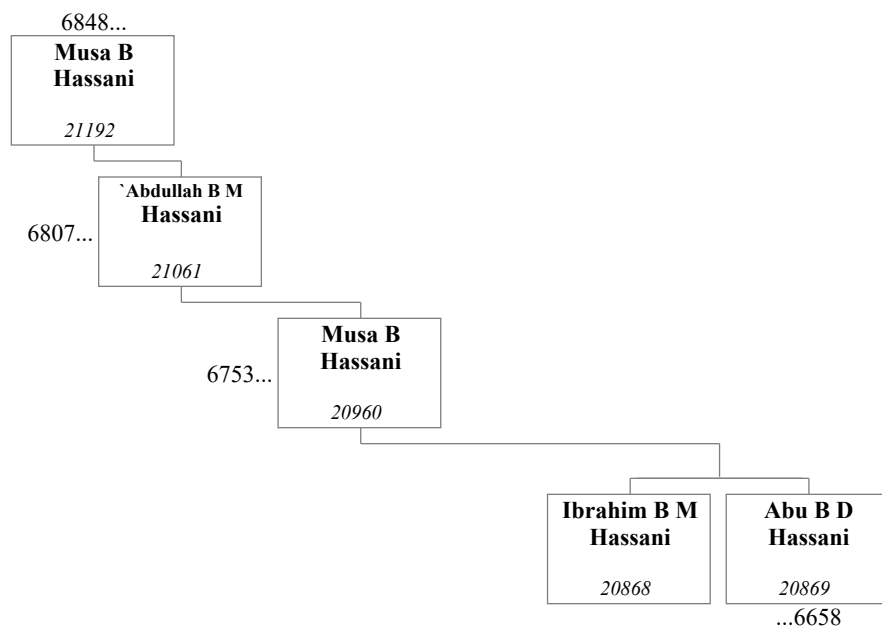 6848...
Musa B
Hassani
21192
`Abdullah B M
Hassani
6807...
21061
Musa B
Hassani
6753...
20960
Ibrahim B M
Hassani
20868
Abu B D
Hassani
20869
...6658